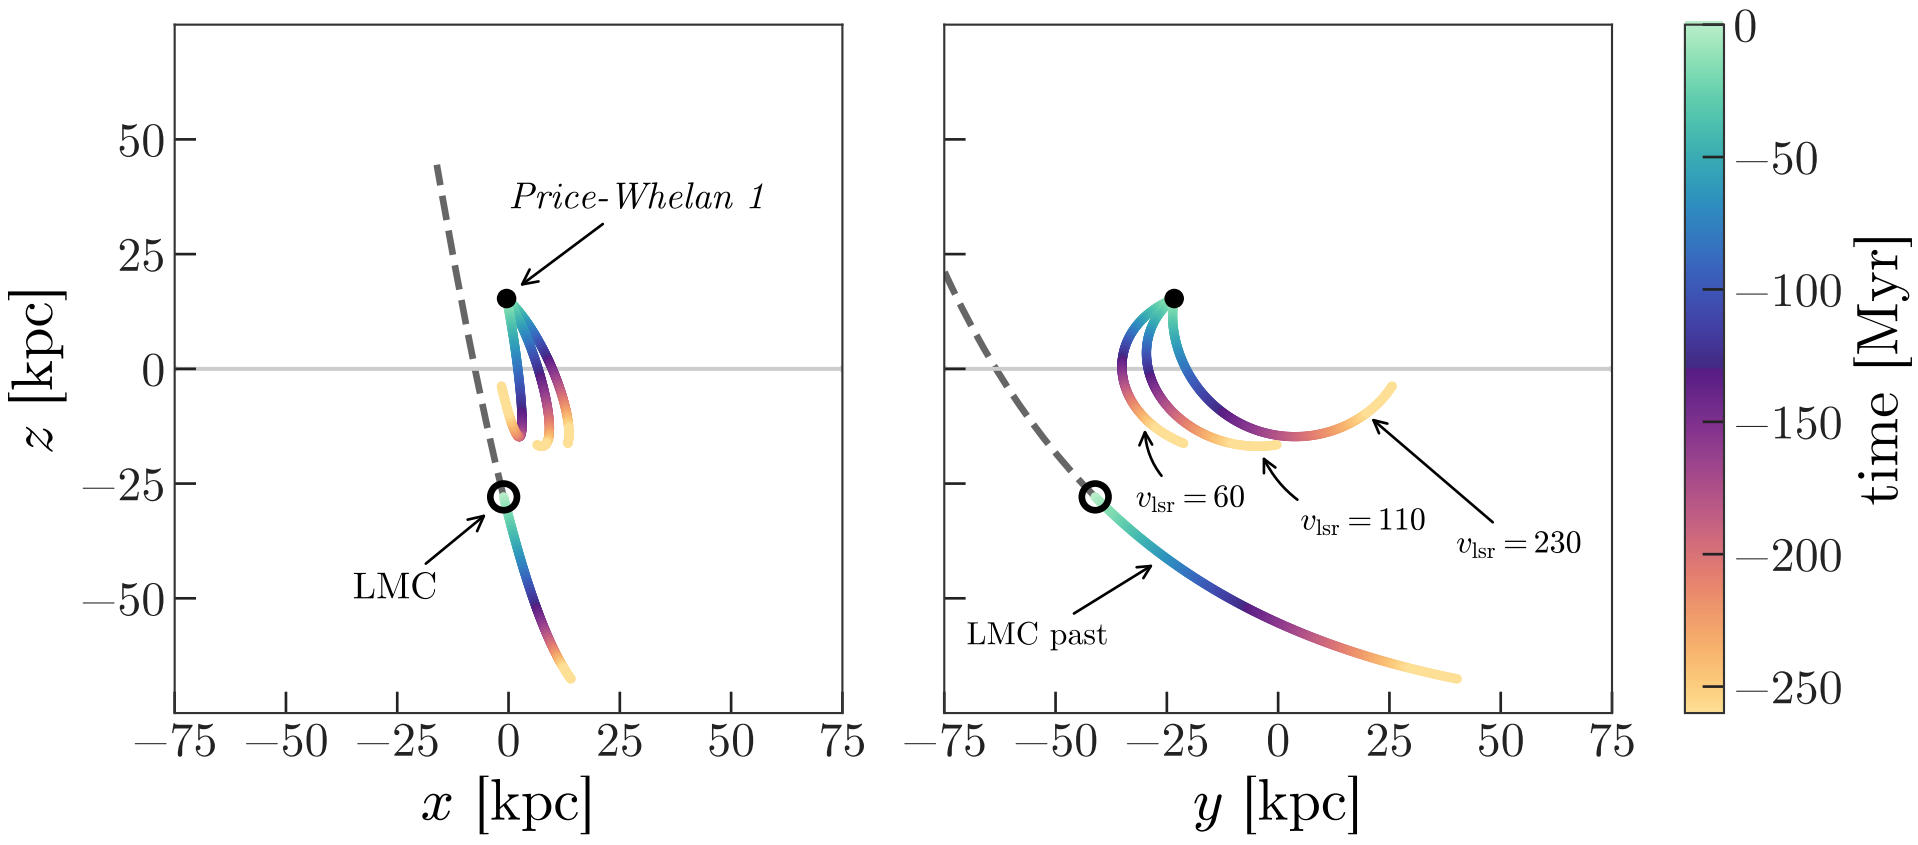 z [kpc]
50
25
0
−25
−50
Price-Whelan 1
LMC
−75 −50 −25 0 25 50 75
x [kpc]
v_lsr = 60
v_lsr = 110
v_lsr = 230
LMC past
−75 −50 −25 0 25 50 75
y [kpc]
0
−50
−100
−150
−200
−250
time [Myr]